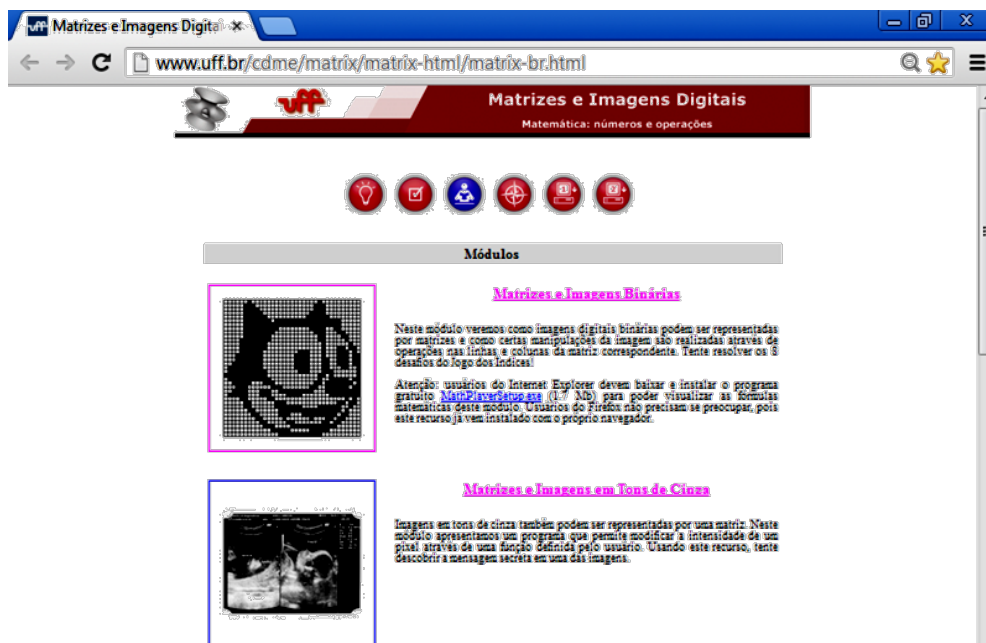 uff Matrizes e Imagens Digitai
www.uff.br/cdme/matrix/matrix-html/matrix-br.html
uff
Matrizes e Imagens Digitais
Matemática: números e operações
Módulos
Matrizes e Imagens Binárias
Neste módulo veremos como imagens digitais binárias podem ser representadas
por matrizes e como certas manipulações da imagem são realizadas através de
operações nas linhas e colunas da matriz correspondente. Tente resolver os 8
desafios do Jogo dos Índices!
Atenção: usuários do Internet Explorer devem baixar e instalar o programa
gratuito MathPlayerSetup.exe (1.7 Mb) para poder visualizar as fórmulas
matemáticas deste módulo. Usuários do Firefox não precisam se preocupar, pois
este recurso já vem instalado com o próprio navegador.
Matrizes e Imagens em Tons de Cinza
Imagens em tons de cinza também podem ser representadas por uma matriz. Neste
módulo apresentamos um programa que permite modificar a intensidade de um
pixel através de uma função definida pelo usuário. Usando este recurso, tente
descobrir a mensagem secreta em uma das imagens.